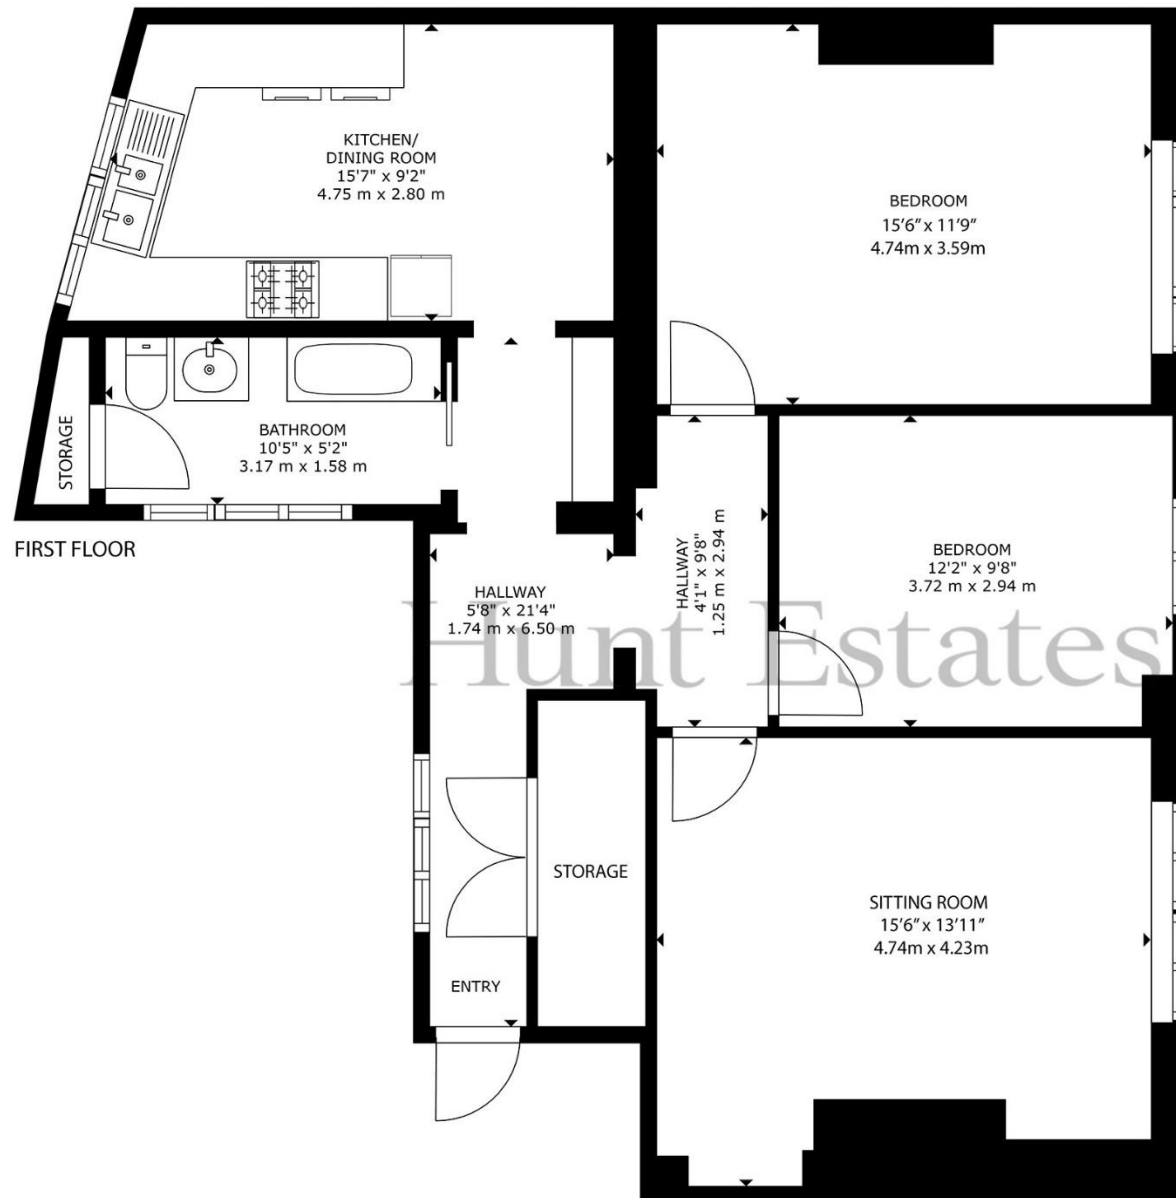 KITCHEN/
DINING ROOM
15'7" x 9'2"
4.75 m x 2.80 m
BEDROOM
15'6" x 11'9"
4.74m x 3.59m
STORAGE
BATHROOM
10'5" x 5'2"
3.17 m x 1.58 m
FIRST FLOOR
HALLWAY
5'8" x 21'4"
1.74 m x 6.50 m
HALLWAY
4'1" x 9'8"
1.25 m x 2.94 m
BEDROOM
12'2" x 9'8"
3.72 m x 2.94 m
Hunt Estates
STORAGE
SITTING ROOM
15'6" x 13'11"
4.74m x 4.23m
ENTRY